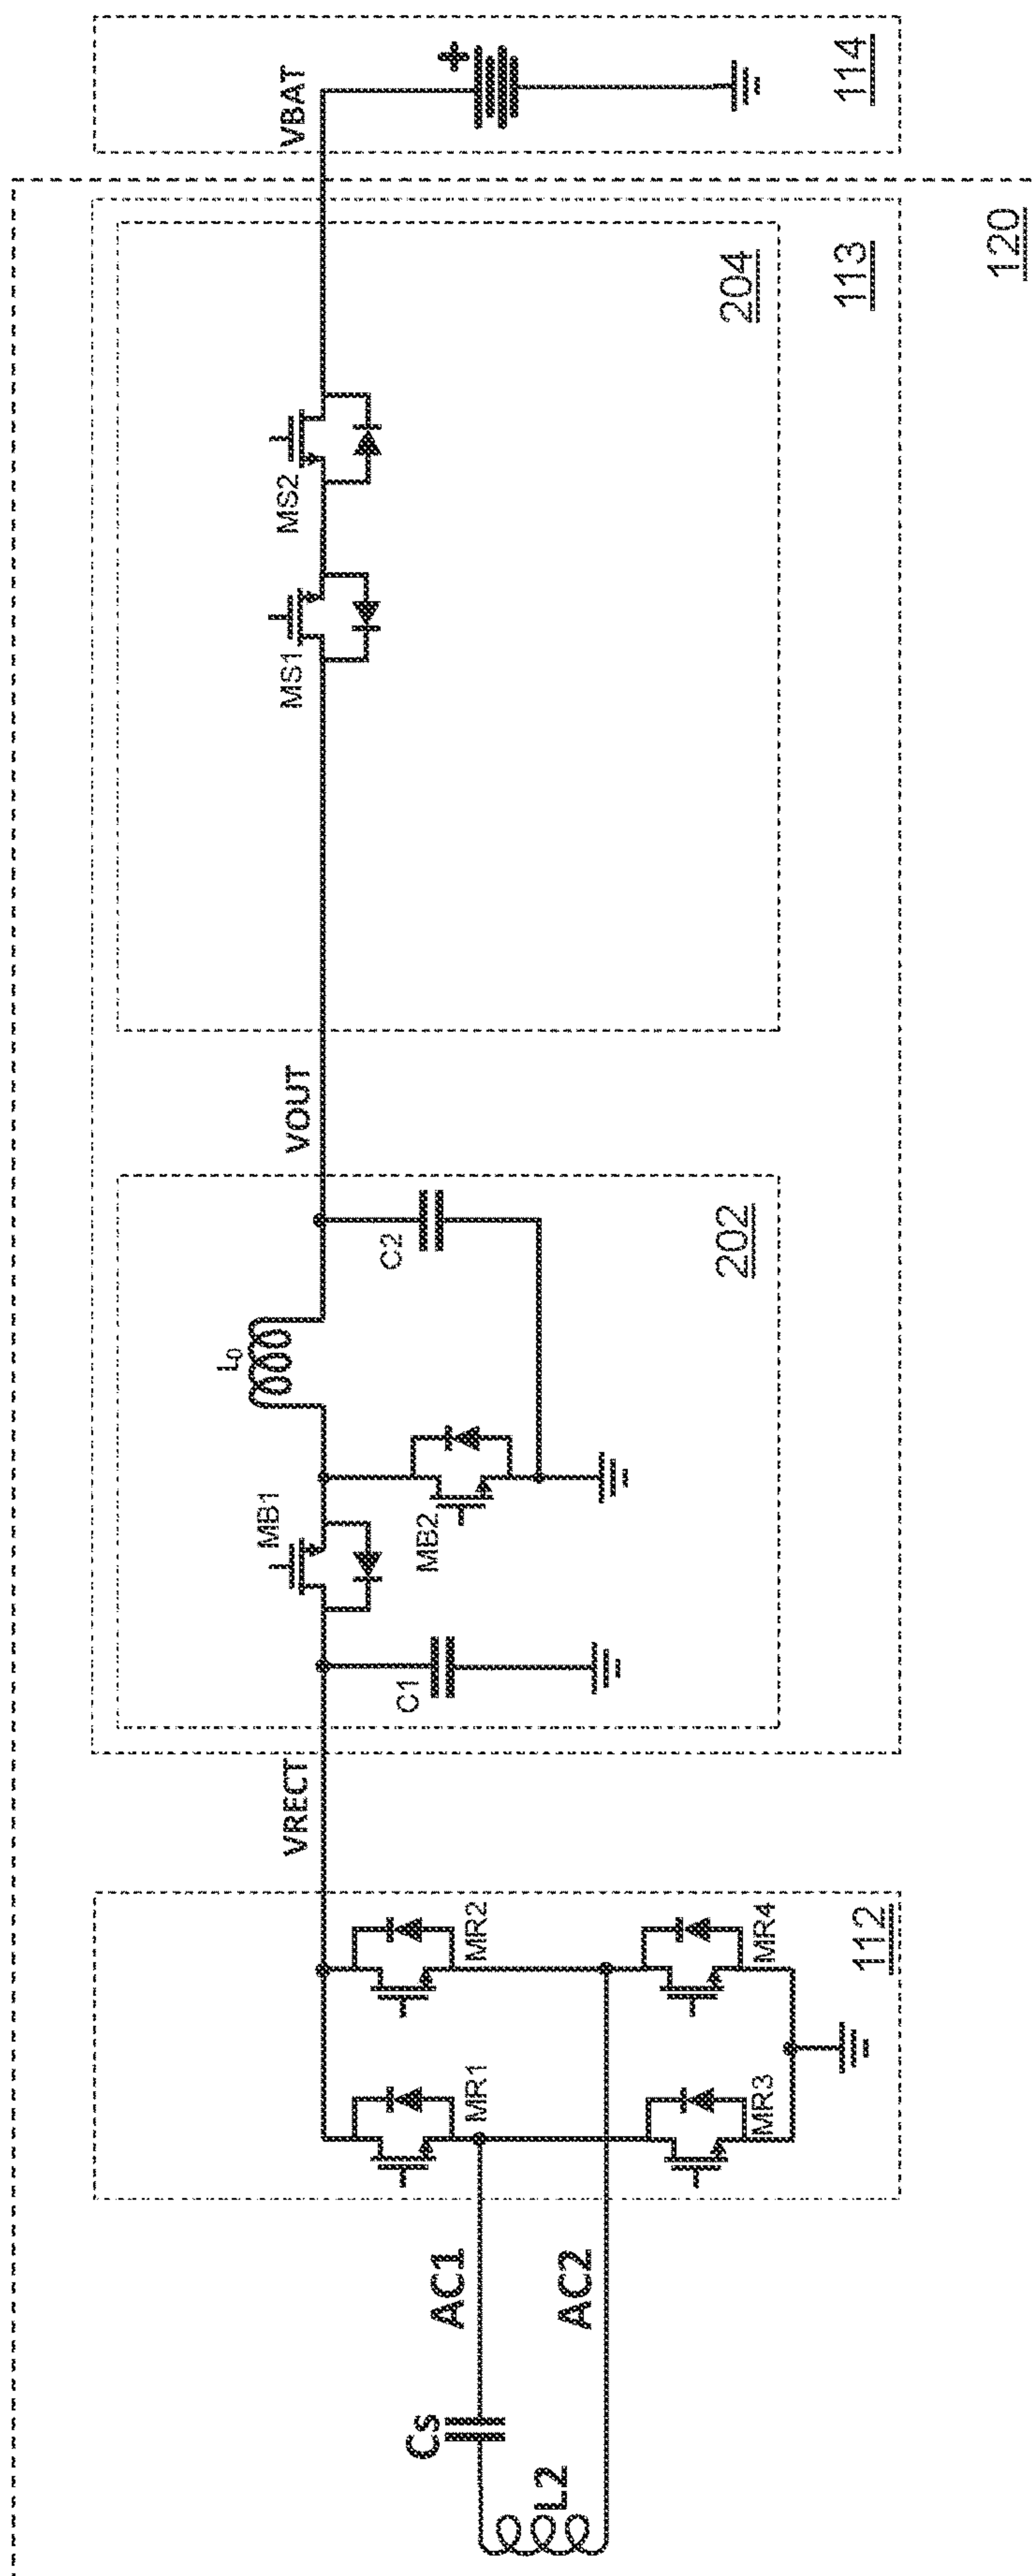 Cs
L2
AC1
AC2
MR1
MR2
MR3
MR4
112
VRECT
C1
MB1
MB2
L0
C2
202
VOUT
MS1
MS2
204
113
VBAT
+
114
120